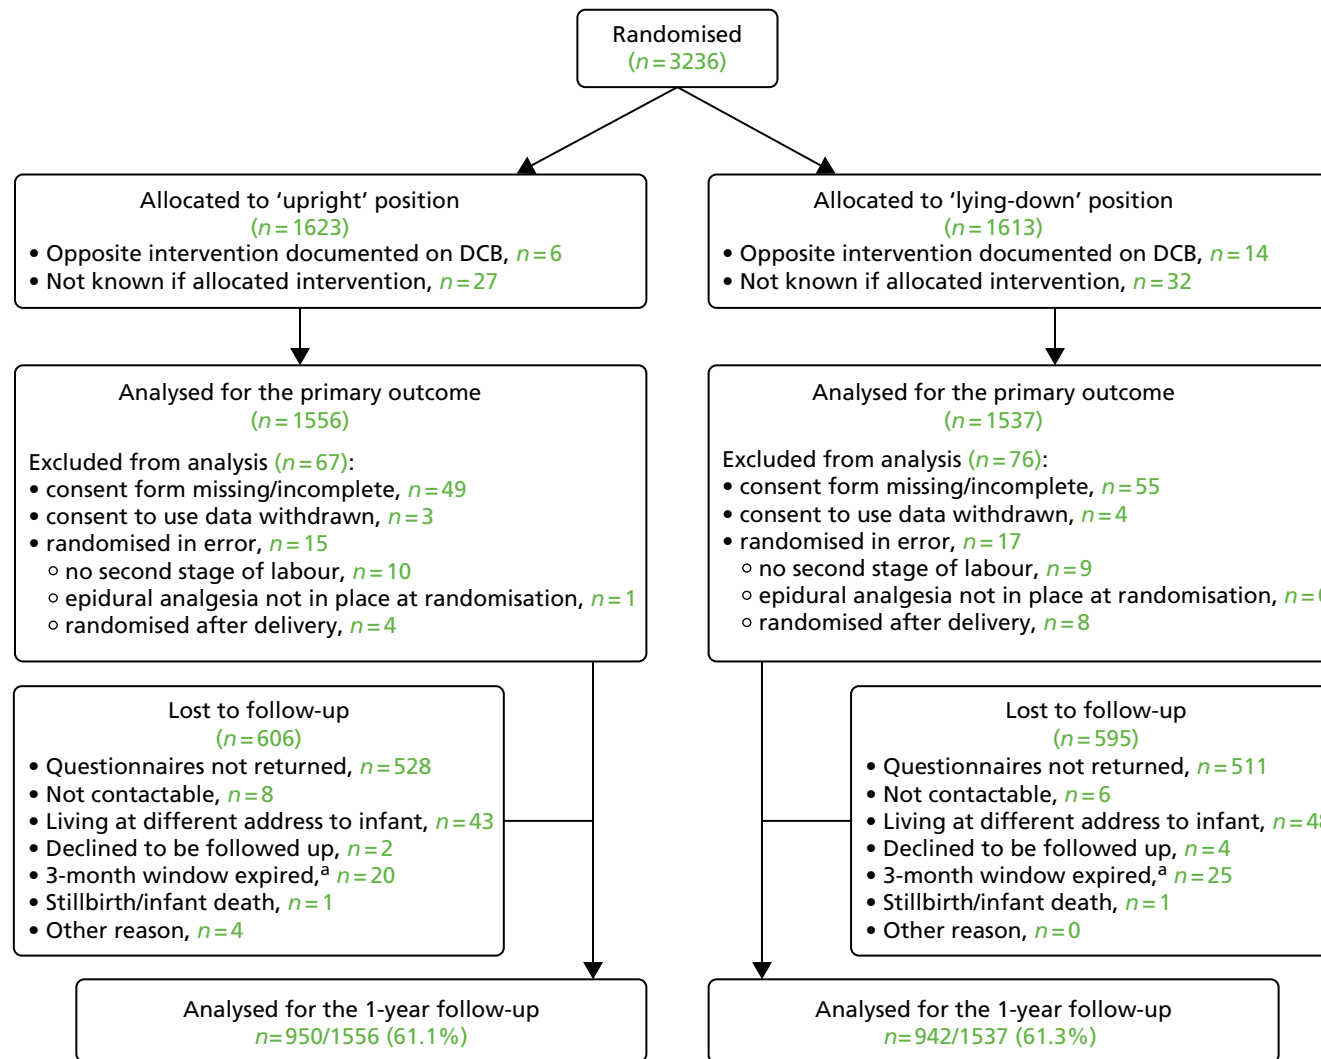 Randomised
(n=3236)
Allocated to ‘upright’ position
(n=1623)
• Opposite intervention documented on DCB, n=6
• Not known if allocated intervention, n=27
Allocated to ‘lying-down’ position
(n=1613)
• Opposite intervention documented on DCB, n=14
• Not known if allocated intervention, n=32
Analysed for the primary outcome
(n=1556)
Excluded from analysis (n=67):
• consent form missing/incomplete, n=49
• consent to use data withdrawn, n=3
• randomised in error, n=15
○ no second stage of labour, n=10
○ epidural analgesia not in place at randomisation, n=1
○ randomised after delivery, n=4
Analysed for the primary outcome
(n=1537)
Excluded from analysis (n=76):
• consent form missing/incomplete, n=55
• consent to use data withdrawn, n=4
• randomised in error, n=17
○ no second stage of labour, n=9
○ epidural analgesia not in place at randomisation,
○ randomised after delivery, n=8
Lost to follow-up
(n=606)
• Questionnaires not returned, n=528
• Not contactable, n=8
• Living at different address to infant, n=43
• Declined to be followed up, n=2
• 3-month window expired,ᵃ n=20
• Stillbirth/infant death, n=1
• Other reason, n=4
Lost to follow-up
(n=595)
• Questionnaires not returned, n=511
• Not contactable, n=6
• Living at different address to infant, n=48
• Declined to be followed up, n=4
• 3-month window expired,ᵃ n=25
• Stillbirth/infant death, n=1
• Other reason, n=0
Analysed for the 1-year follow-up
n=950/1556 (61.1%)
Analysed for the 1-year follow-up
n=942/1537 (61.3%)